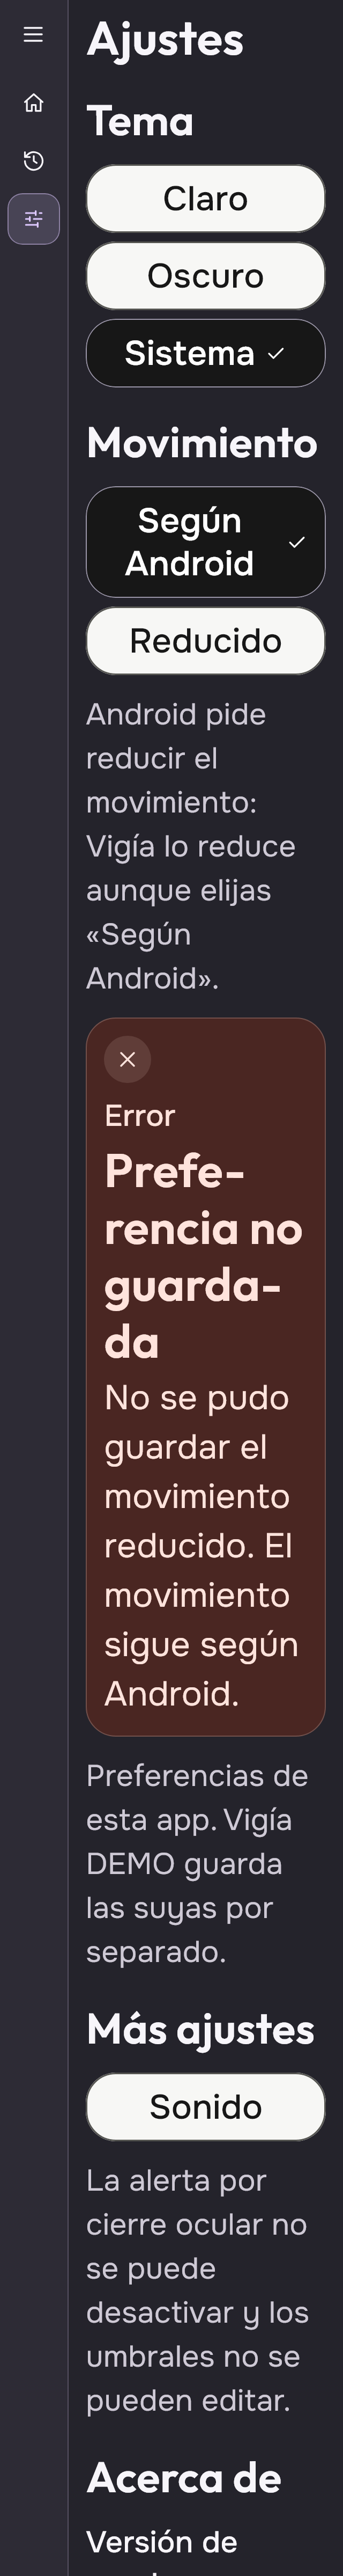 Ajustes
Tema
Claro
Oscuro
Sistema
Movimiento
Según
Android
Reducido
Android pide
reducir el
movimiento:
Vigía lo reduce
aunque elijas
«Según
Android».
Error
Prefe-
rencia no
guarda-
da
No se pudo
guardar el
movimiento
reducido. El
movimiento
sigue según
Android.
Preferencias de
esta app. Vigía
DEMO guarda
las suyas por
separado.
Más ajustes
Sonido
La alerta por
cierre ocular no
se puede
desactivar y los
umbrales no se
pueden editar.
Acerca de
Versión de